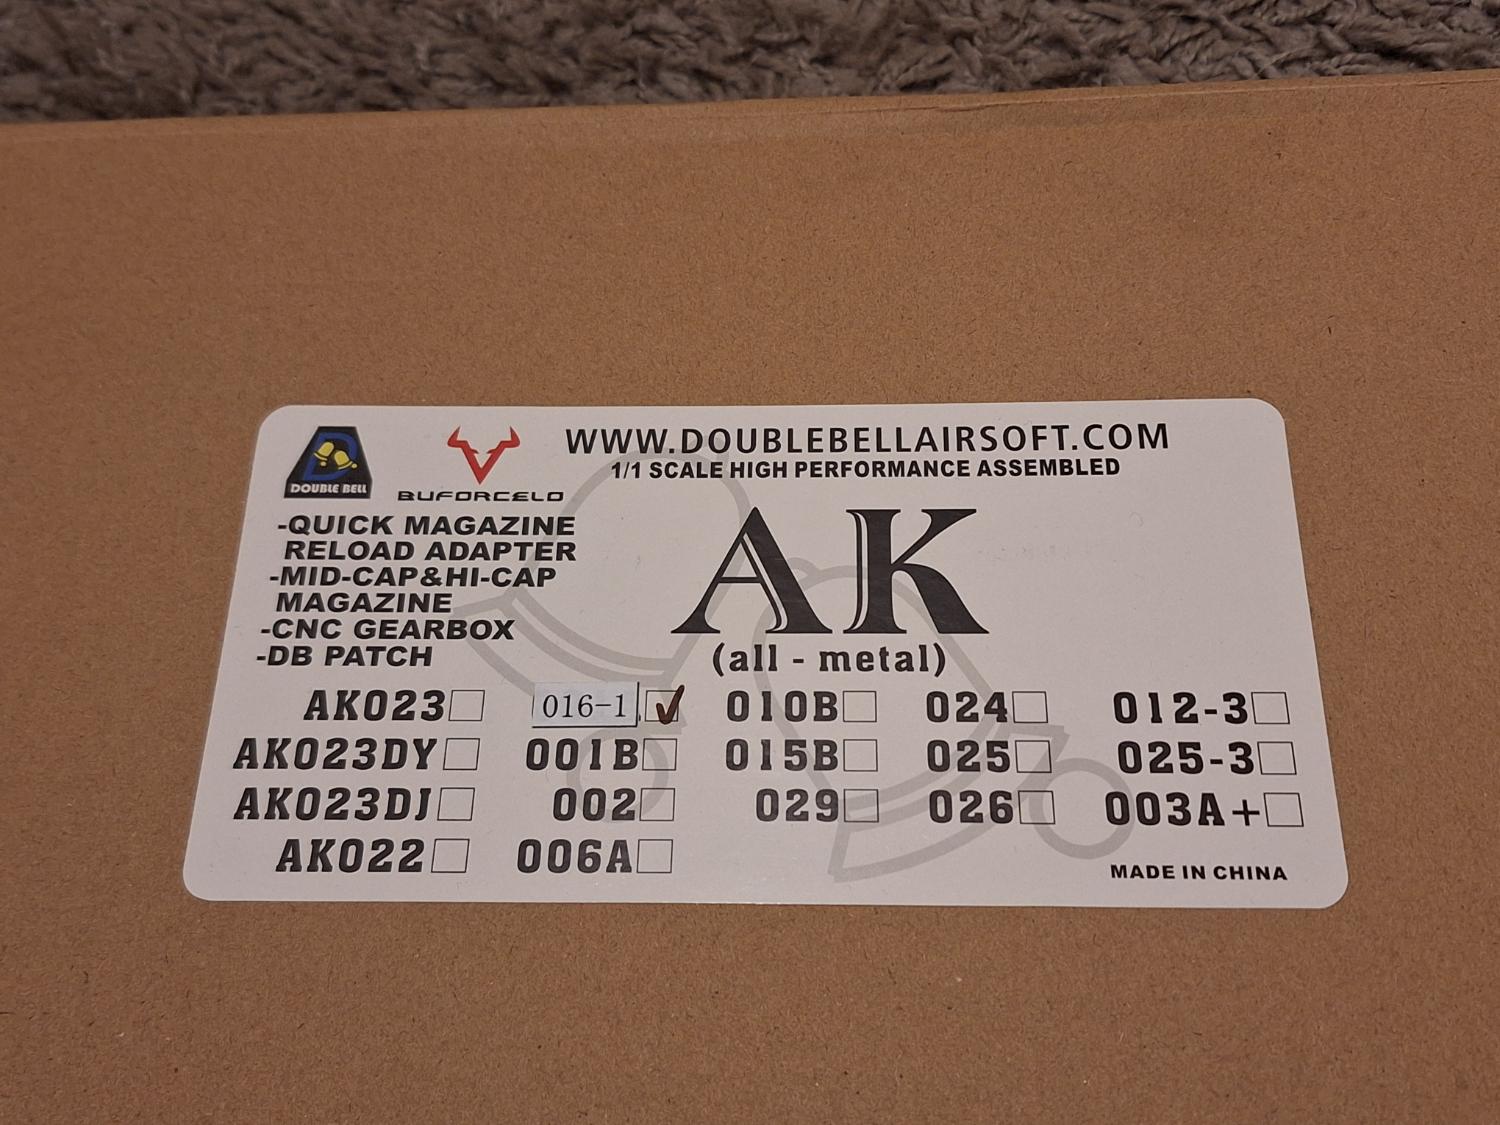 DOUBLE BELL
BUFORCELO
WWW.DOUBLEBELLAIRSOFT.COM
1/1 SCALE HIGH PERFORMANCE ASSEMBLED
-QUICK MAGAZINE
RELOAD ADAPTER
-MID-CAP&HI-CAP
MAGAZINE
-CNC GEARBOX
-DB PATCH
AK
(all - metal)
AK023 016-1 010B 024 012-3
AK023DY 001B 015B 025 025-3
AK023DJ 002 029 026 003A+
AK022 006A
MADE IN CHINA